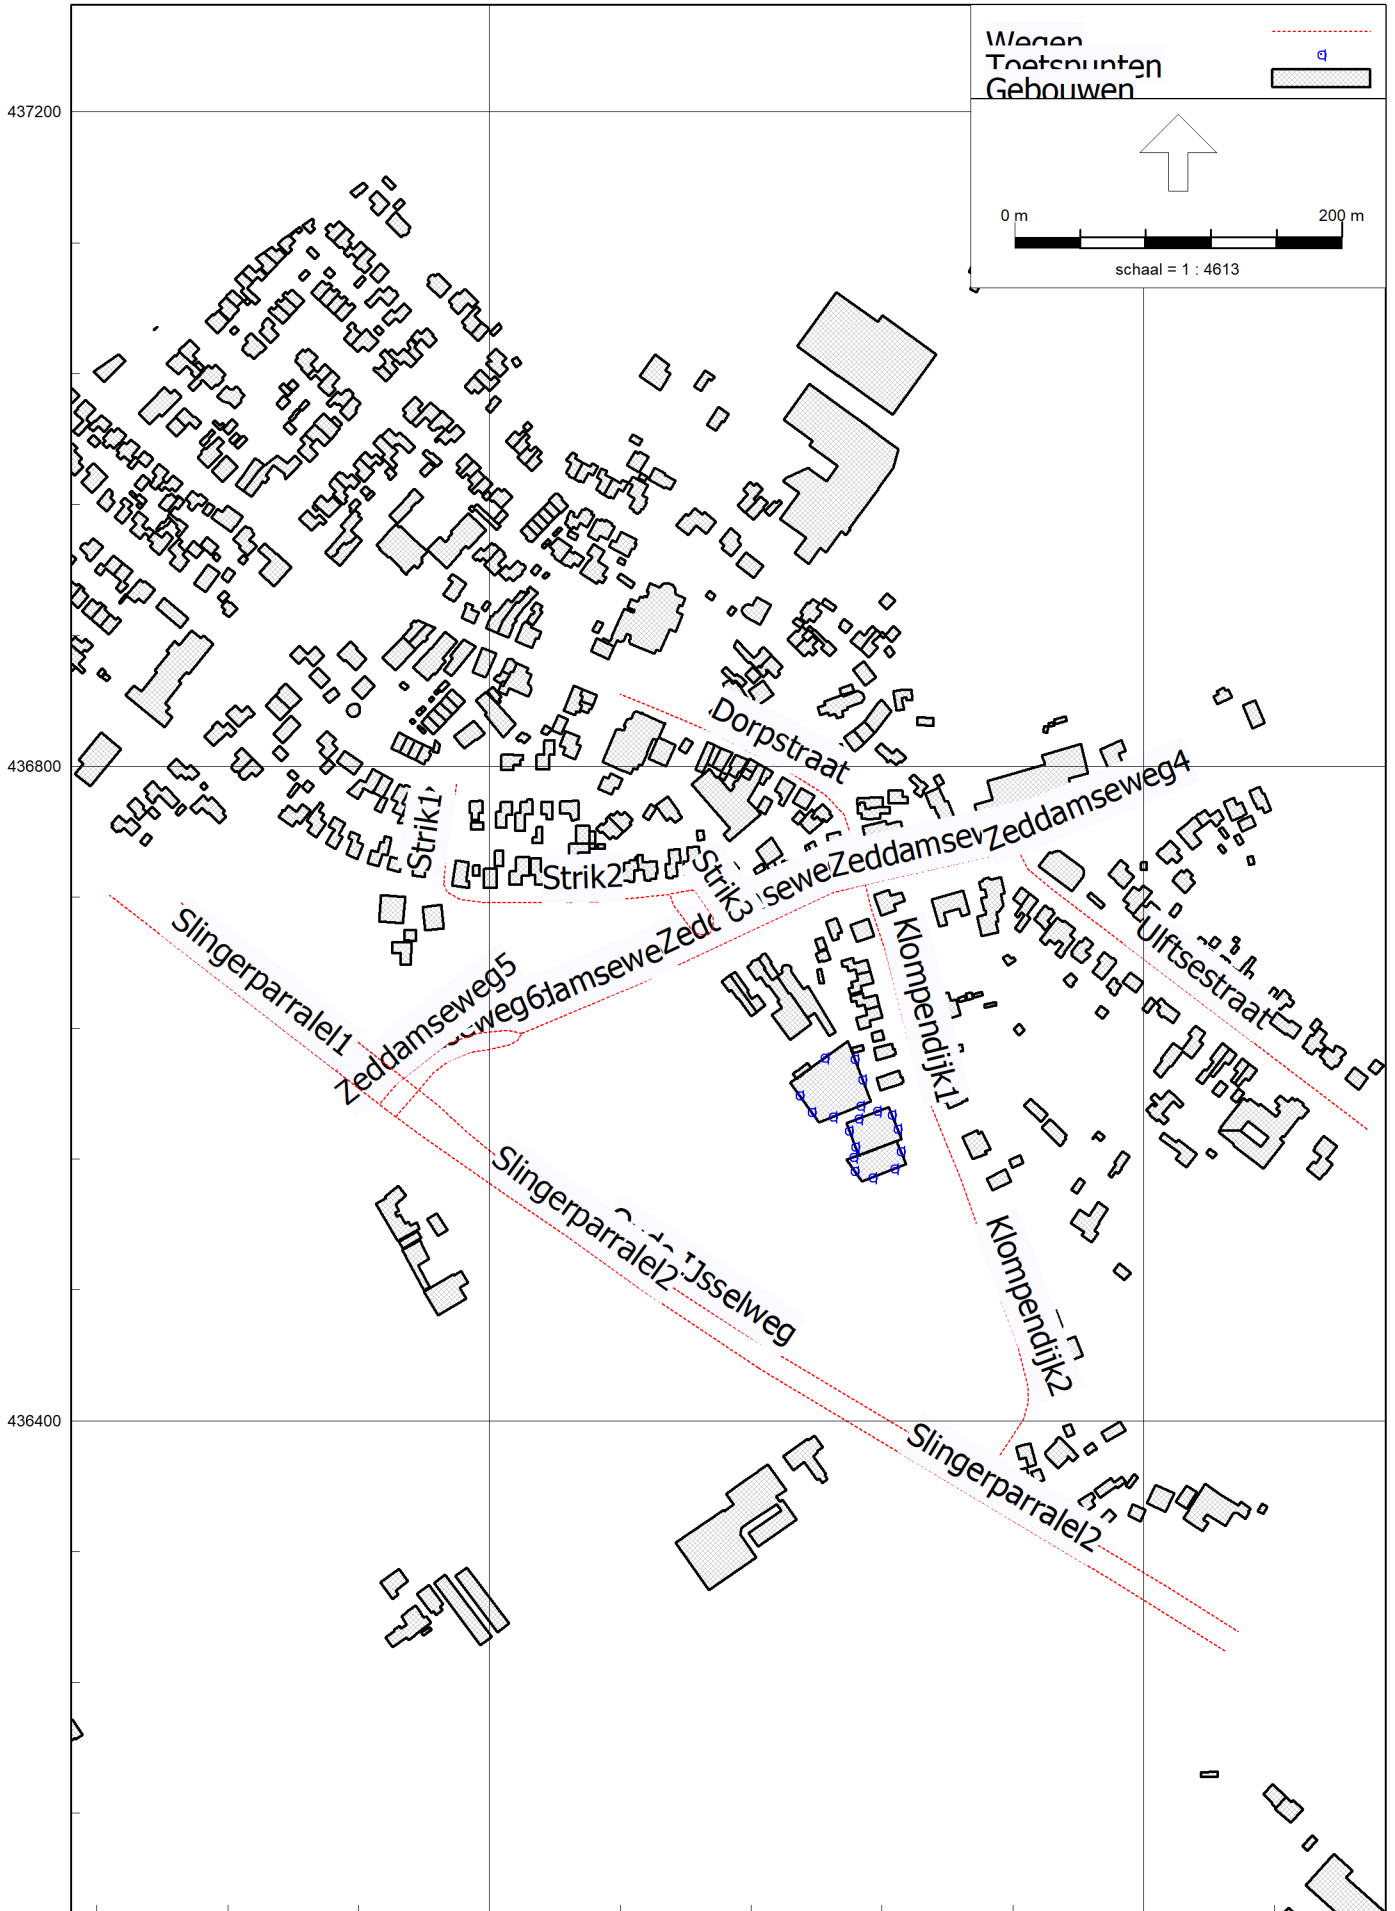 Wegen
Toetspunten
Gebouwen
437200
0 m
200 m
schaal = 1 : 4613
Dorpstraat
436800
Zeddamseweg4
Strik1
Strik2
Strik3
Ulftsestraat
Slingerparralel1
Klompendijk1
Zeddamseweg5
Slingerparralel2
IJsselweg
Klompendijk2
436400
Slingerparralel2